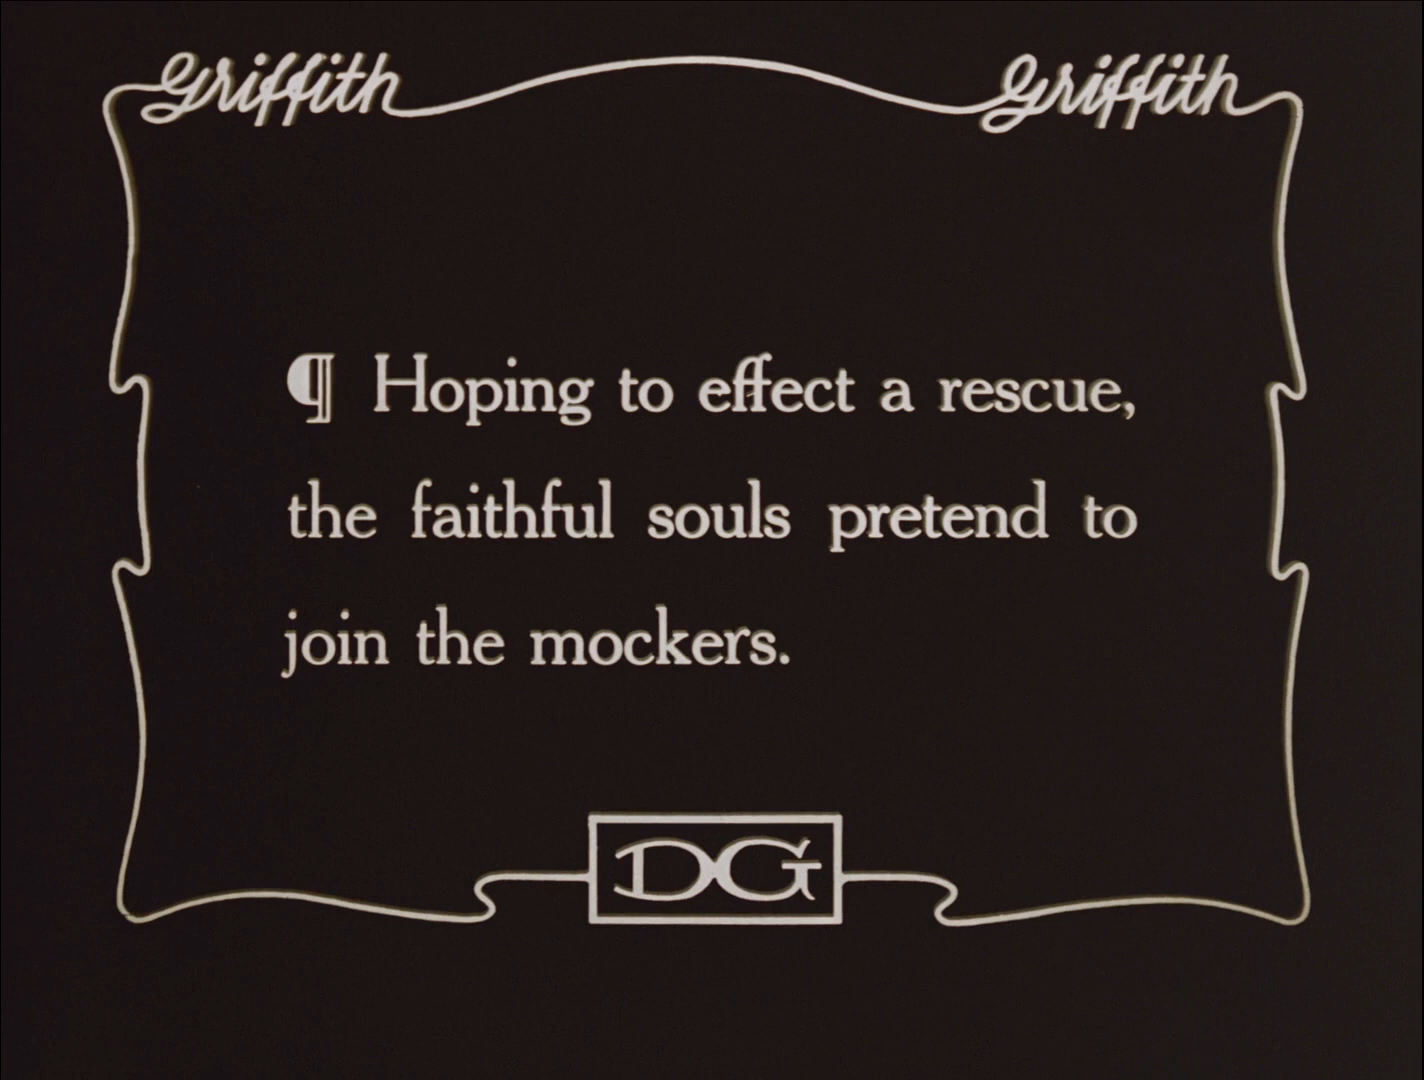 Griffith Griffith
¶ Hoping to effect a rescue,
the faithful souls pretend to
join the mockers.
DG